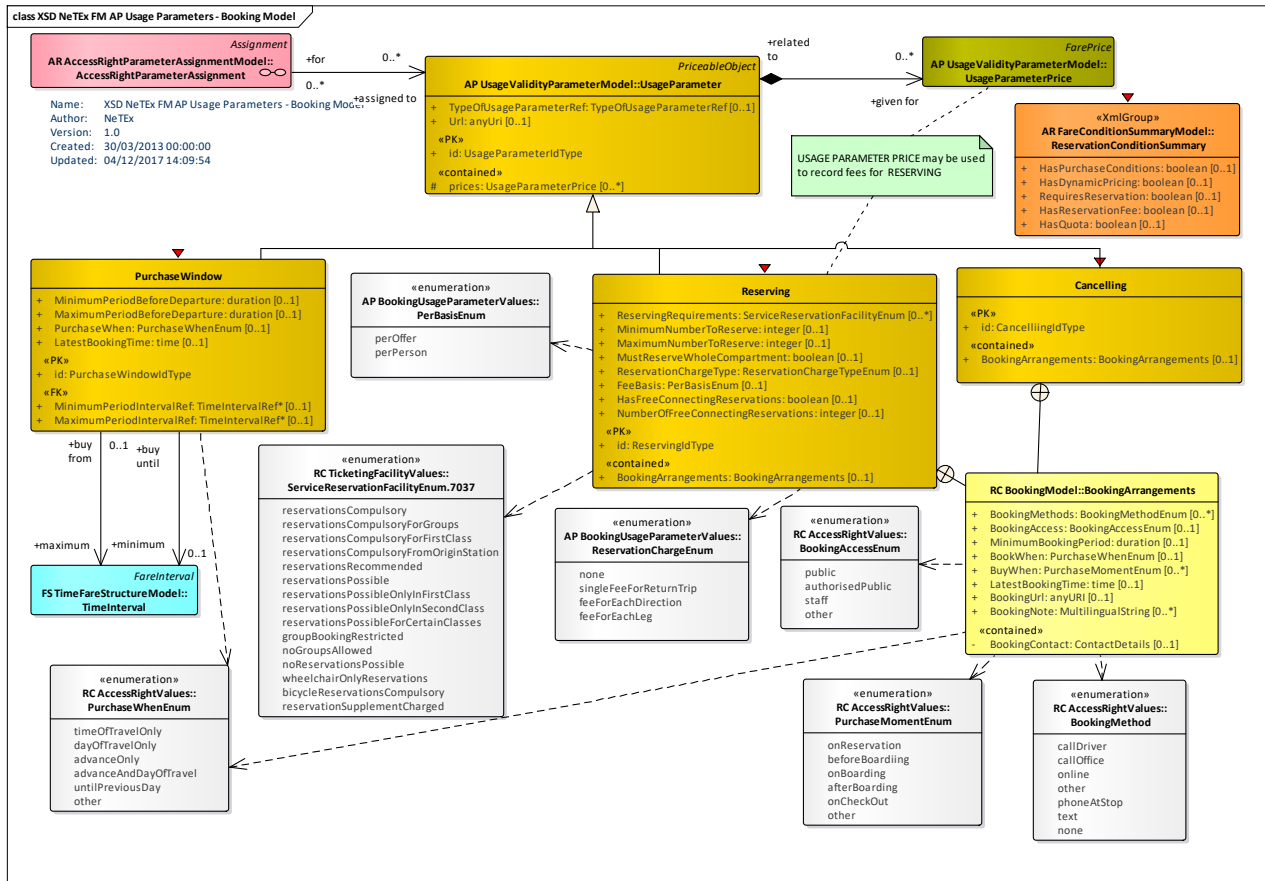 class XSD NeTEx FM AP Usage Parameters - Booking Model
Assignment
AR AccessRightParameterAssignmentModel::
AccessRightParameterAssignment
+for
0..*
0..*
+assigned to
Name: XSD NeTEx FM AP Usage Parameters - Booking Model
Author: NeTEx
Version: 1.0
Created: 30/03/2013 00:00:00
Updated: 04/12/2017 14:09:54
PriceableObject
AP UsageValidityParameterModel::UsageParameter
+ TypeOfUsageParameterRef: TypeOfUsageParameterRef [0..1]
+ Url: anyUri [0..1]
«PK»
+ id: UsageParameterIdType
«contained»
# prices: UsageParameterPrice [0..*]
+related
to
0..*
+given for
FarePrice
AP UsageValidityParameterModel::
UsageParameterPrice
USAGE PARAMETER PRICE may be used
to record fees for RESERVING
«XmlGroup»
AR FareConditionSummaryModel::
ReservationConditionSummary
+ HasPurchaseConditions: boolean [0..1]
+ HasDynamicPricing: boolean [0..1]
+ RequiresReservation: boolean [0..1]
+ HasReservationFee: boolean [0..1]
+ HasQuota: boolean [0..1]
PurchaseWindow
+ MinimumPeriodBeforeDeparture: duration [0..1]
+ MaximumPeriodBeforeDeparture: duration [0..1]
+ PurchaseWhen: PurchaseWhenEnum [0..1]
+ LatestBookingTime: time [0..1]
«PK»
+ id: PurchaseWindowIdType
«FK»
+ MinimumPeriodIntervalRef: TimeIntervalRef* [0..1]
+ MaximumPeriodIntervalRef: TimeIntervalRef* [0..1]
«enumeration»
AP BookingUsageParameterValues::
PerBasisEnum
perOffer
perPerson
Reserving
+ ReservingRequirements: ServiceReservationFacilityEnum [0..*]
+ MinimumNumberToReserve: integer [0..1]
+ MaximumNumberToReserve: integer [0..1]
+ MustReserveWholeCompartment: boolean [0..1]
+ ReservationChargeType: ReservationChargeTypeEnum [0..1]
+ FeeBasis: PerBasisEnum [0..1]
+ HasFreeConnectingReservations: boolean [0..1]
+ NumberOfFreeConnectingReservations: integer [0..1]
«PK»
+ id: ReservingIdType
«contained»
+ BookingArrangements: BookingArrangements [0..1]
Cancelling
«PK»
+ id: CancelliingIdType
«contained»
+ BookingArrangements: BookingArrangements [0..1]
+buy
from
0..1
+buy
until
+maximum
+minimum
0..1
FareInterval
FS TimeFareStructureModel::
TimeInterval
«enumeration»
RC TicketingFacilityValues::
ServiceReservationFacilityEnum.7037
reservationsCompulsory
reservationsCompulsoryForGroups
reservationsCompulsoryForFirstClass
reservationsCompulsoryFromOriginStation
reservationsRecommended
reservationsPossible
reservationsPossibleOnlyInFirstClass
reservationsPossibleOnlyInSecondClass
reservationsPossibleForCertainClasses
groupBookingRestricted
noGroupsAllowed
noReservationsPossible
wheelchairOnlyReservations
bicycleReservationsCompulsory
reservationSupplementCharged
«enumeration»
AP BookingUsageParameterValues::
ReservationChargeEnum
none
singleFeeForReturnTrip
feeForEachDirection
feeForEachLeg
«enumeration»
RC AccessRightValues::
BookingAccessEnum
public
authorisedPublic
staff
other
RC BookingModel::BookingArrangements
+ BookingMethods: BookingMethodEnum [0..*]
+ BookingAccess: BookingAccessEnum [0..1]
+ MinimumBookingPeriod: duration [0..1]
+ BookWhen: PurchaseWhenEnum [0..1]
+ BuyWhen: PurchaseMomentEnum [0..*]
+ LatestBookingTime: time [0..1]
+ BookingUrl: anyURI [0..1]
+ BookingNote: MultilingualString [0..*]
«contained»
- BookingContact: ContactDetails [0..1]
«enumeration»
RC AccessRightValues::
PurchaseWhenEnum
timeOfTravelOnly
dayOfTravelOnly
advanceOnly
advanceAndDayOfTravel
untilPreviousDay
other
«enumeration»
RC AccessRightValues::
PurchaseMomentEnum
onReservation
beforeBoardiing
onBoarding
afterBoarding
onCheckOut
other
«enumeration»
RC AccessRightValues::
BookingMethod
callDriver
callOffice
online
other
phoneAtStop
text
none